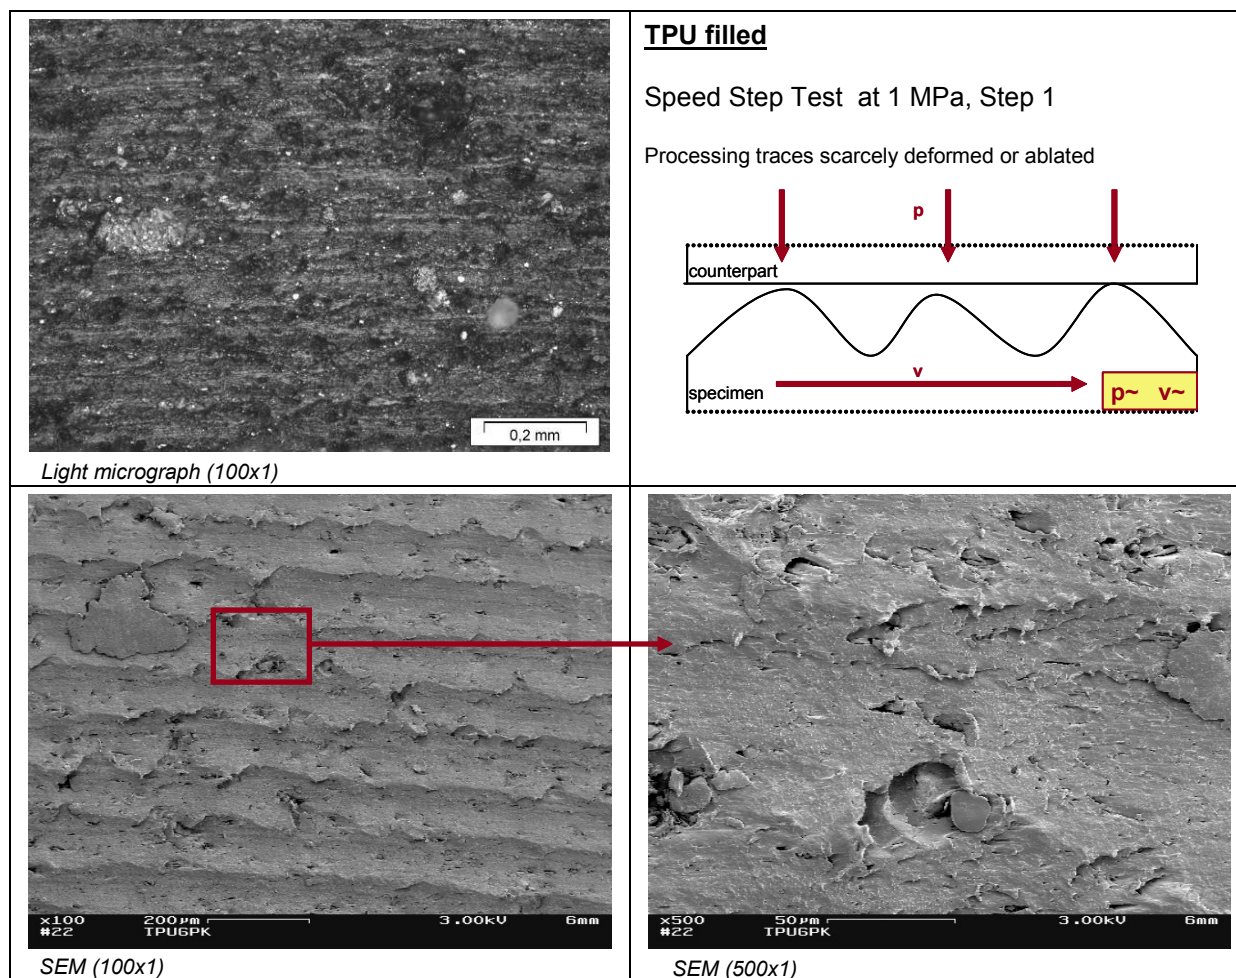 TPU filled
Speed Step Test at 1 MPa, Step 1
Processing traces scarcely deformed or ablated
p
counterpart
v
specimen
p~ v~
0,2 mm
Light micrograph (100x1)
x100 200µm 3.00kV 6mm
#22 TPU6PK
SEM (100x1)
x500 50µm 3.00kV 6mm
#22 TPU6PK
SEM (500x1)